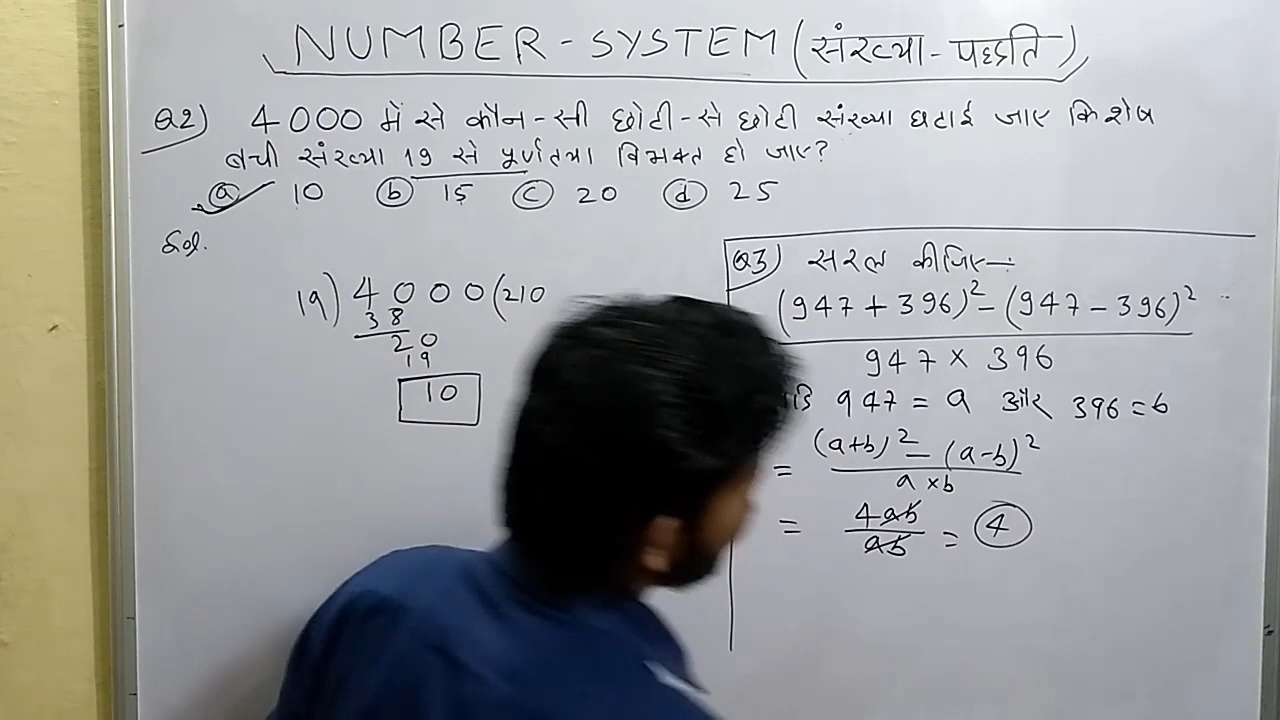 NUMBER-SYSTEM (संख्या-पद्धति)
Q2) 4000 में से कौन-सी छोटी-से छोटी संख्या घटाई जाए कि शेष
बची संख्या 19 से पूर्णतया विभक्त हो जाए?
(a) 10 (b) 15 (c) 20 (d) 25
Sol.
19) 4000 (210
38
20
19
10
Q3) सरल कीजिए:-
(947+396)² - (947-396)²
947 × 396
947 = a और 396 = b
= (a+b)² - (a-b)²
a×b
= 4ab
ab
= 4